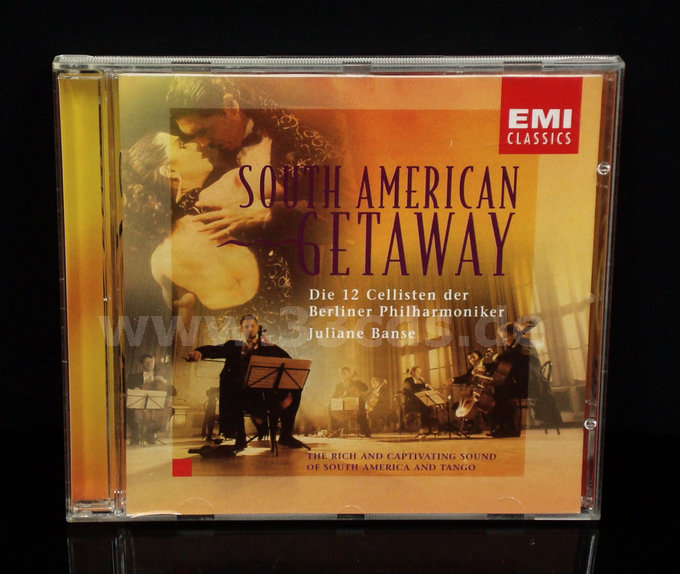 EMI
CLASSICS
SOUTH AMERICAN
GETAWAY
Die 12 Cellisten der
Berliner Philharmoniker
Juliane Banse
THE RICH AND CAPTIVATING SOUND
OF SOUTH AMERICA AND TANGO